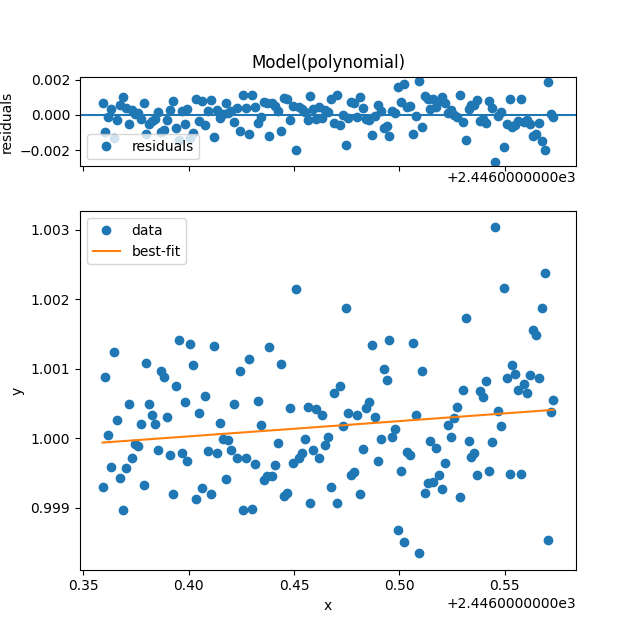 Model(polynomial)
residuals
0.002
0.000
−0.002
residuals
+2.4460000000e3
y
1.003
1.002
1.001
1.000
0.999
data
best-fit
0.35 0.40 0.45 0.50 0.55
x
+2.4460000000e3